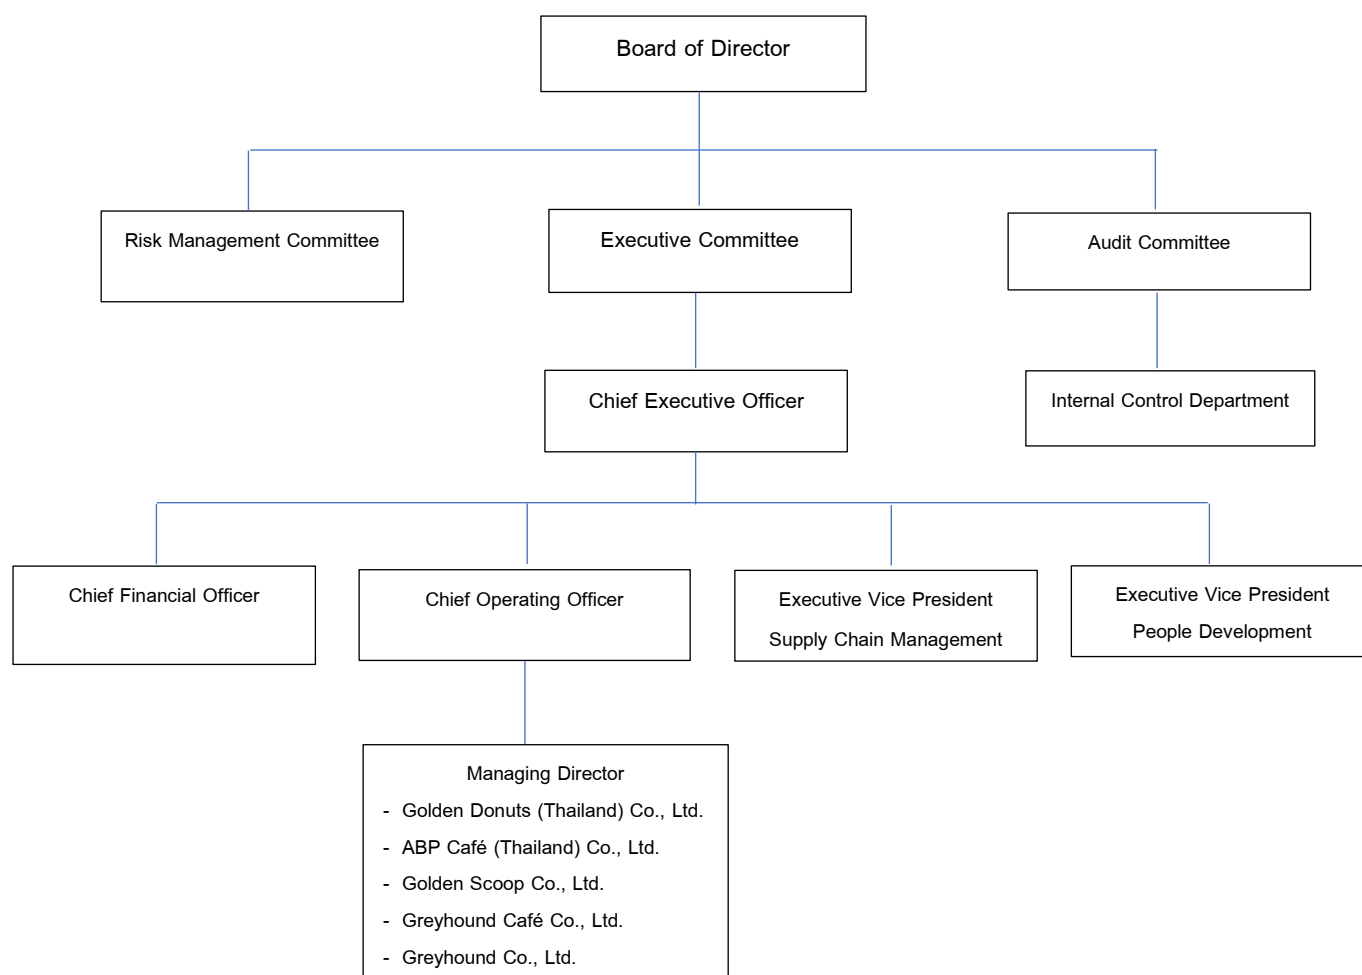 Board of Director
Risk Management Committee
Executive Committee
Audit Committee
Chief Executive Officer
Internal Control Department
Chief Financial Officer
Chief Operating Officer
Executive Vice President
Supply Chain Management
Executive Vice President
People Development
Managing Director
- Golden Donuts (Thailand) Co., Ltd.
- ABP Café (Thailand) Co., Ltd.
- Golden Scoop Co., Ltd.
- Greyhound Café Co., Ltd.
- Greyhound Co., Ltd.